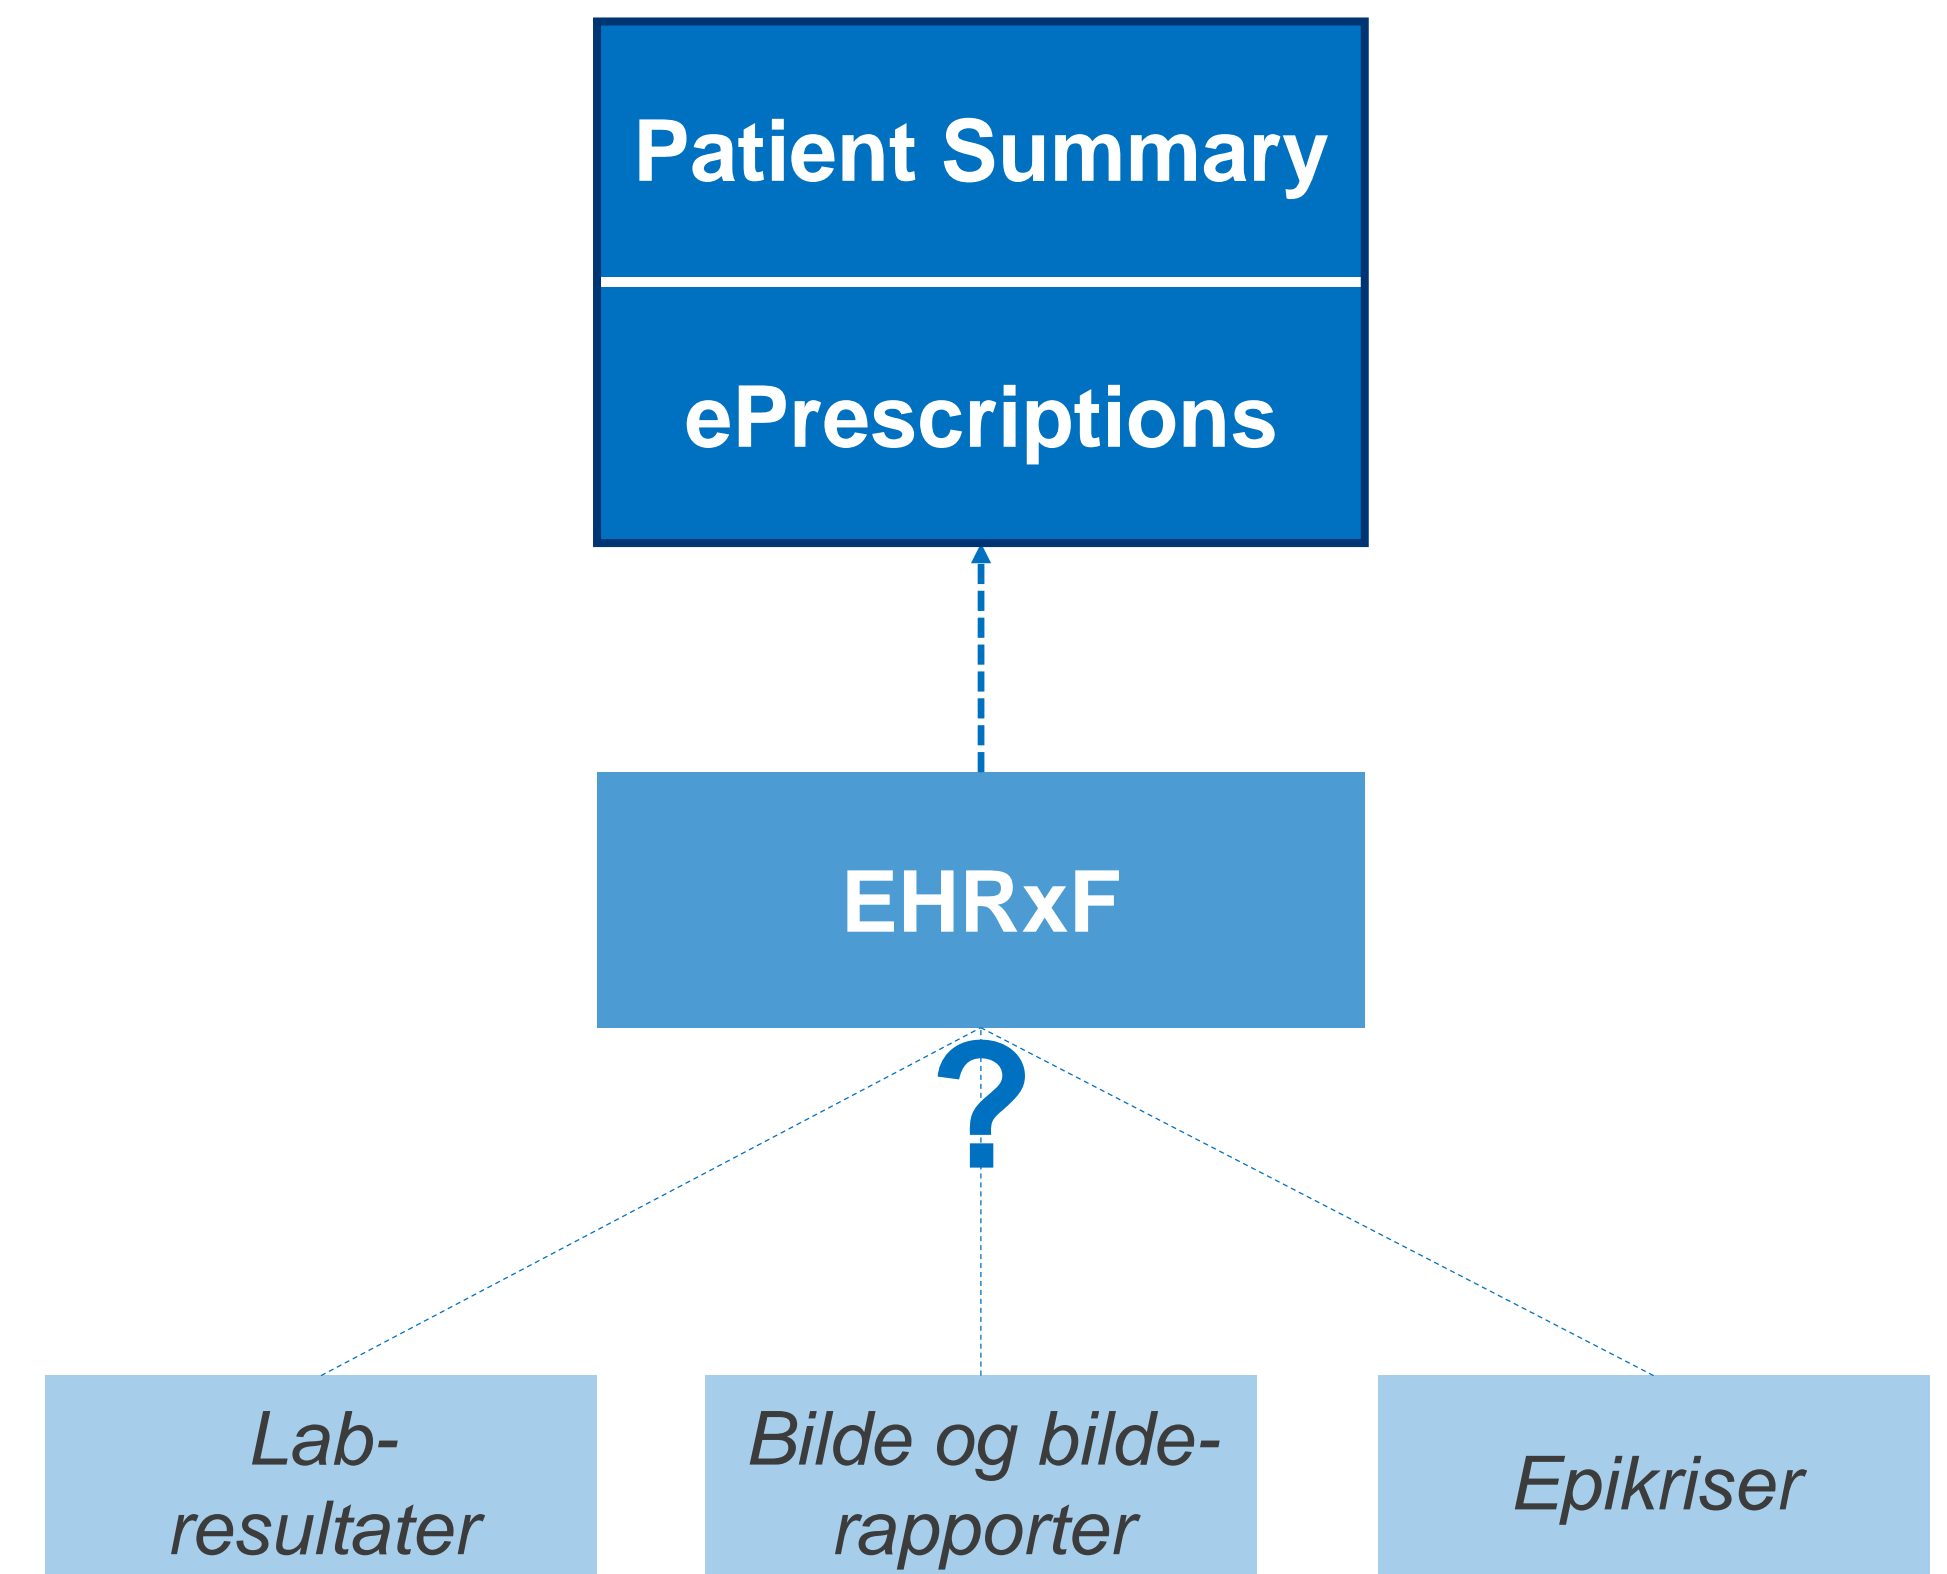 Patient Summary
ePrescriptions
EHRxF
?
Lab-
resultater
Bilde og bilde-
rapporter
Epikriser